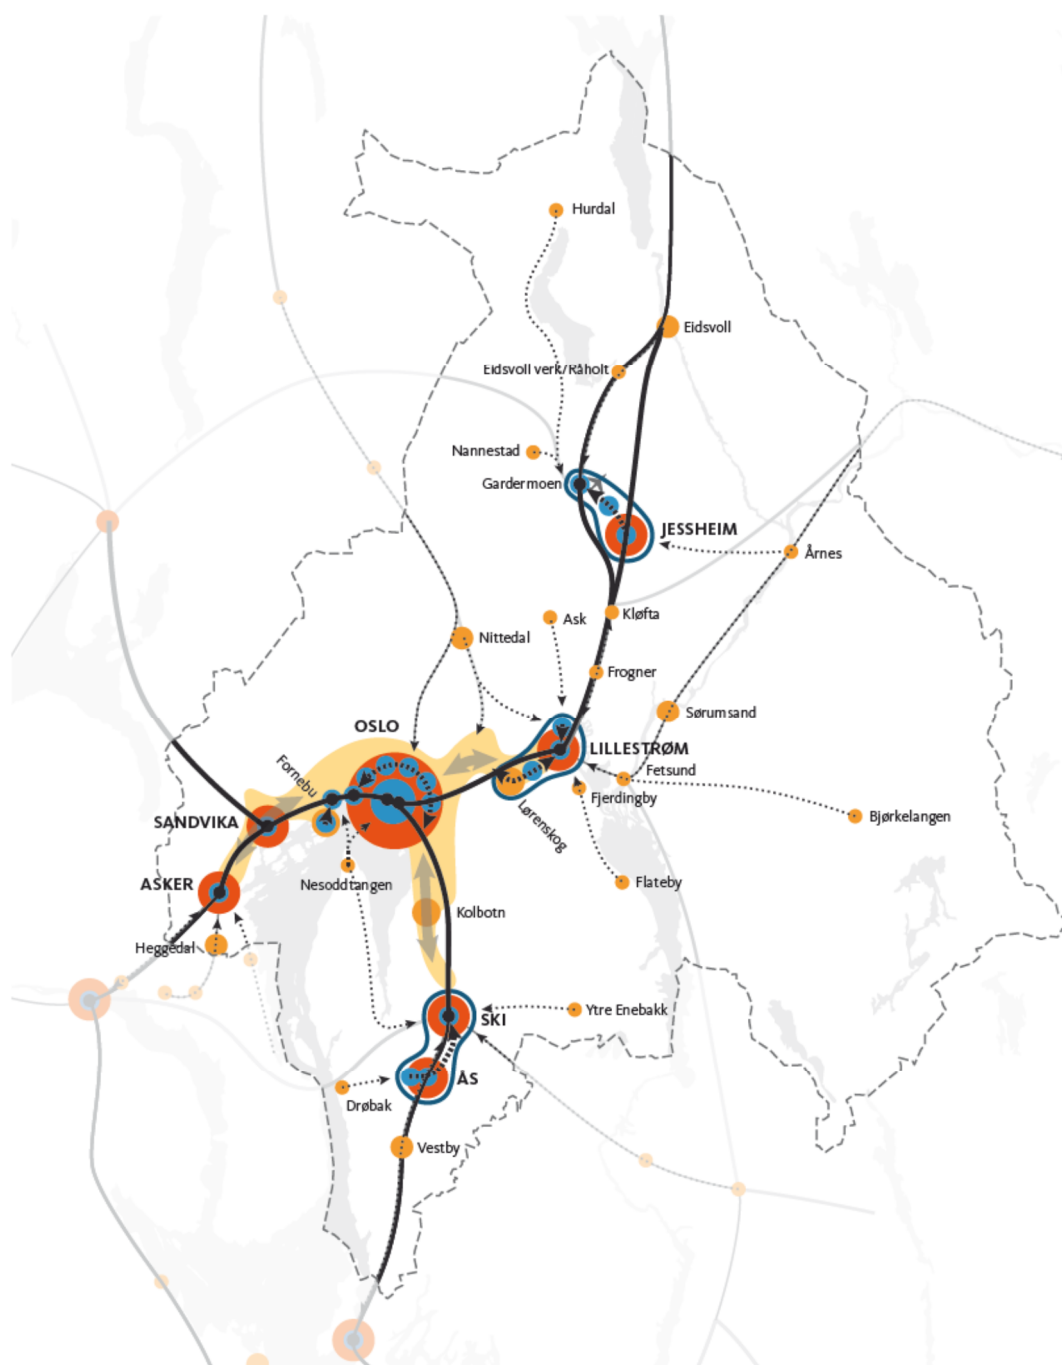 Hurdal
Eidsvoll
Eidsvoll verk/Råholt
Nannestad
Gardermoen
JESSHEIM
Årnes
Ask
Kløfta
Nittedal
Frogner
Sørumsand
OSLO
LILLESTRØM
Fornebu
Fetsund
Fjerdingby
SANDVIKA
Lørenskog
Bjørkelangen
ASKER
Nesoddtangen
Flateby
Kolbotn
Heggedal
Ytre Enebakk
SKI
ÅS
Drøbak
Vestby